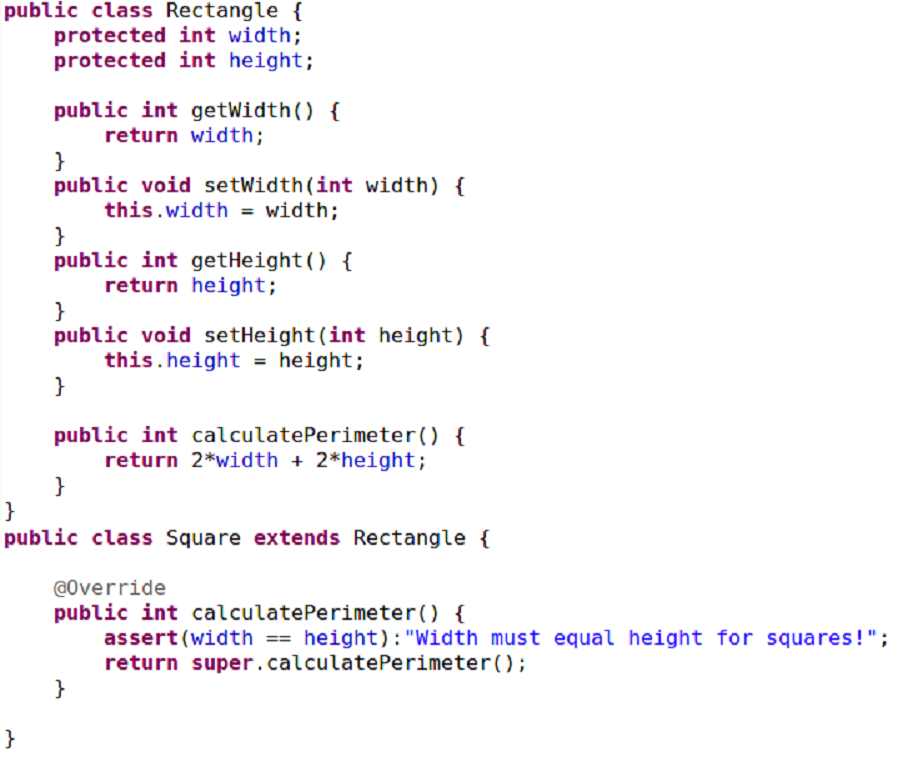 public class Rectangle {
    protected int width;
    protected int height;

    public int getWidth() {
        return width;
    }
    public void setWidth(int width) {
        this.width = width;
    }
    public int getHeight() {
        return height;
    }
    public void setHeight(int height) {
        this.height = height;
    }

    public int calculatePerimeter() {
        return 2*width + 2*height;
    }
}
public class Square extends Rectangle {

    @Override
    public int calculatePerimeter() {
        assert(width == height):"Width must equal height for squares!";
        return super.calculatePerimeter();
    }

}